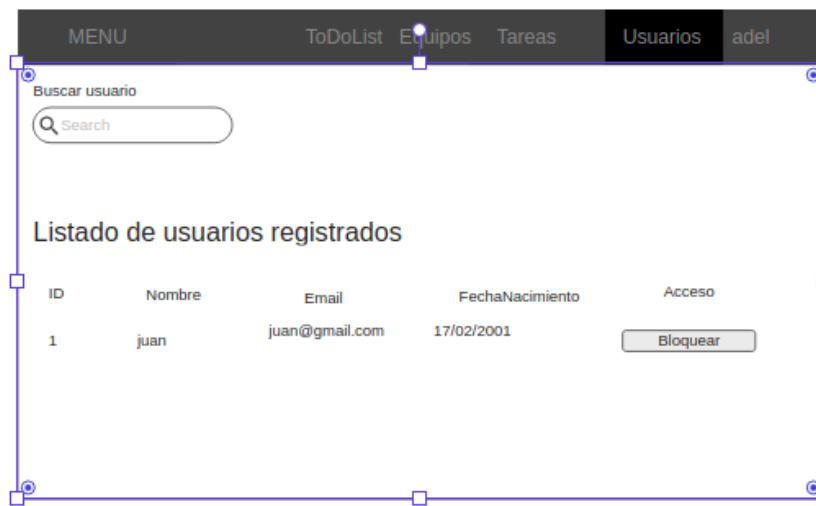 MENU ToDoList Equipos Tareas Usuarios adel
Buscar usuario
Search
Listado de usuarios registrados
ID Nombre Email FechaNacimiento Acceso
1 juan juan@gmail.com 17/02/2001 Bloquear